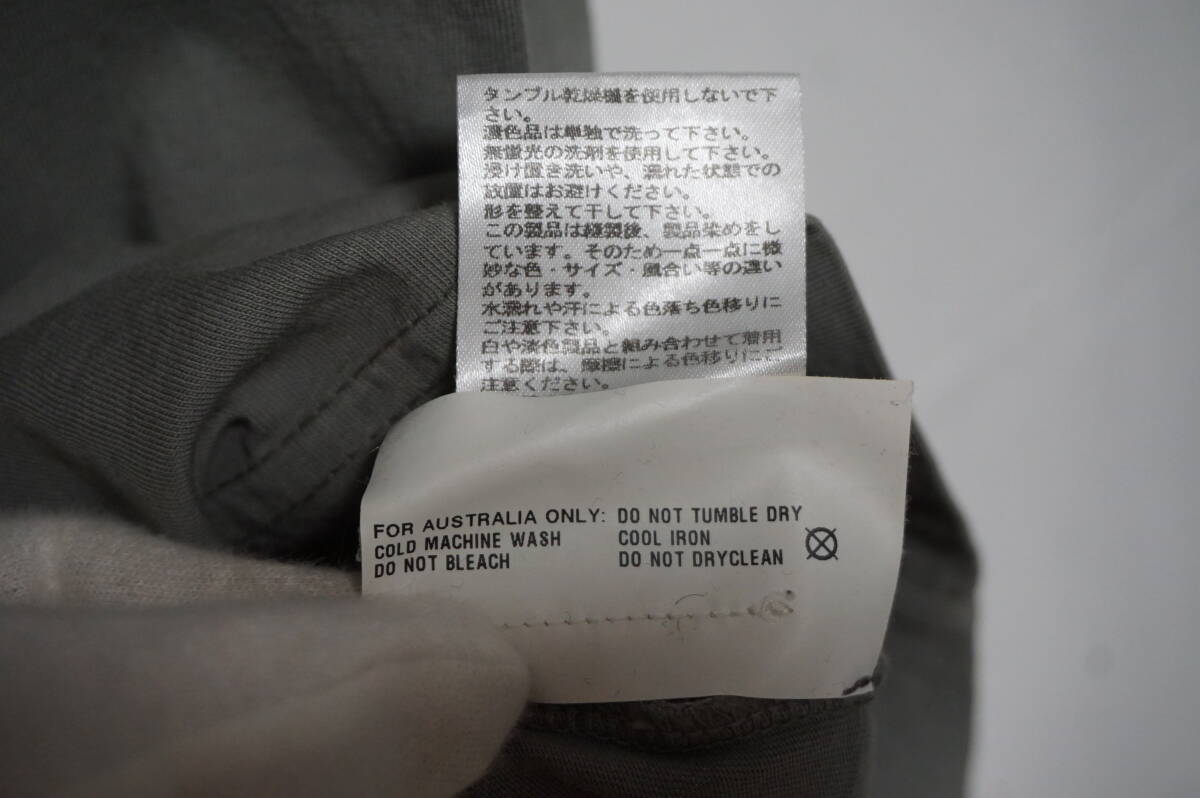 タンブル乾燥機を使用しないで下
さい。
濃色品は単独で洗って下さい。
無蛍光の洗剤を使用して下さい。
浸け置き洗いや、濡れた状態での
放置はお避けください。
形を整えて干して下さい。
この製品は縫製後、製品染めをし
ています。そのため一点一点に微
妙な色・サイズ・風合い等の違い
があります。
水濡れや汗による色落ち色移りに
ご注意下さい。
白や淡色製品と組み合わせて着用
する際は、摩擦による色移りにご
注意ください。
FOR AUSTRALIA ONLY: DO NOT TUMBLE DRY
COLD MACHINE WASH COOL IRON
DO NOT BLEACH DO NOT DRYCLEAN